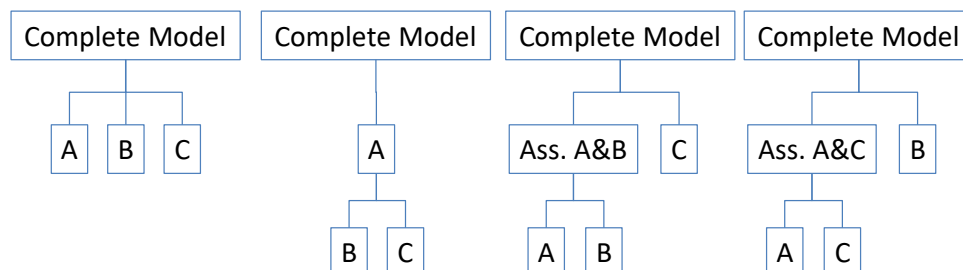 Complete Model Complete Model Complete Model Complete Model
A B C A Ass. A&B C Ass. A&C B
B C A B A C